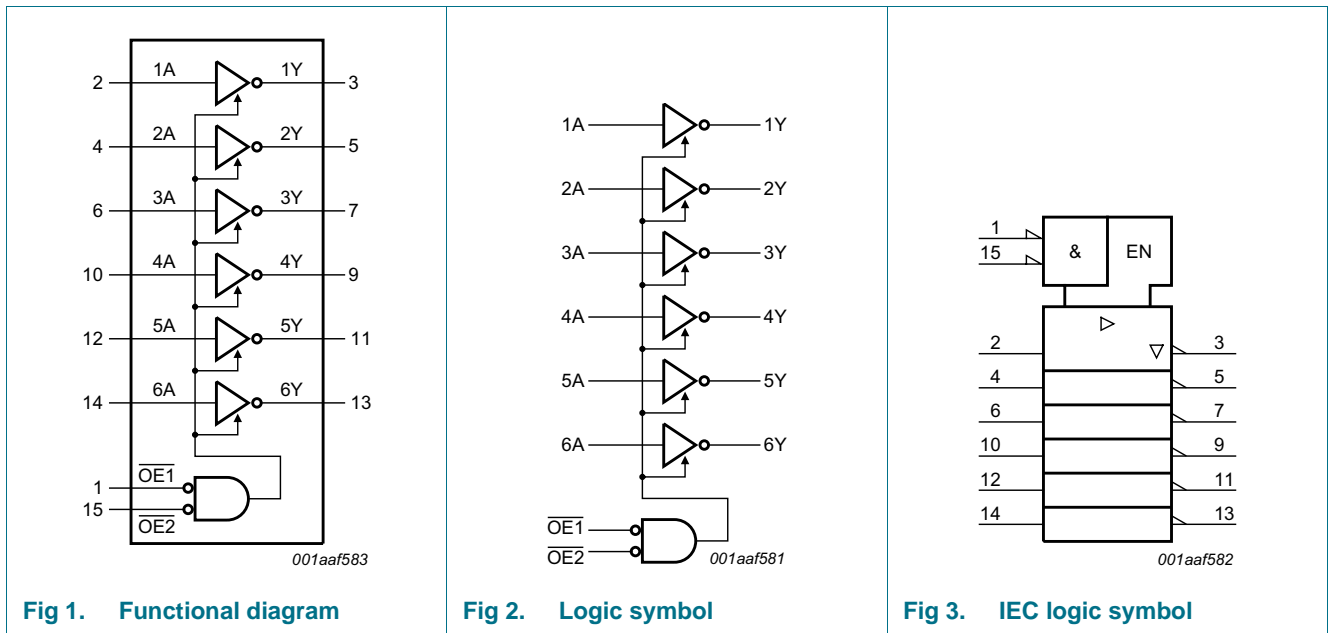 2 1A 1Y 3
4 2A 2Y 5
6 3A 3Y 7
10 4A 4Y 9
12 5A 5Y 11
14 6A 6Y 13
1 OE1
15 OE2
001aaf583
Fig 1. Functional diagram
1A 1Y
2A 2Y
3A 3Y
4A 4Y
5A 5Y
6A 6Y
OE1
OE2
001aaf581
Fig 2. Logic symbol
1
15 & EN
2 3
4 5
6 7
10 9
12 11
14 13
001aaf582
Fig 3. IEC logic symbol